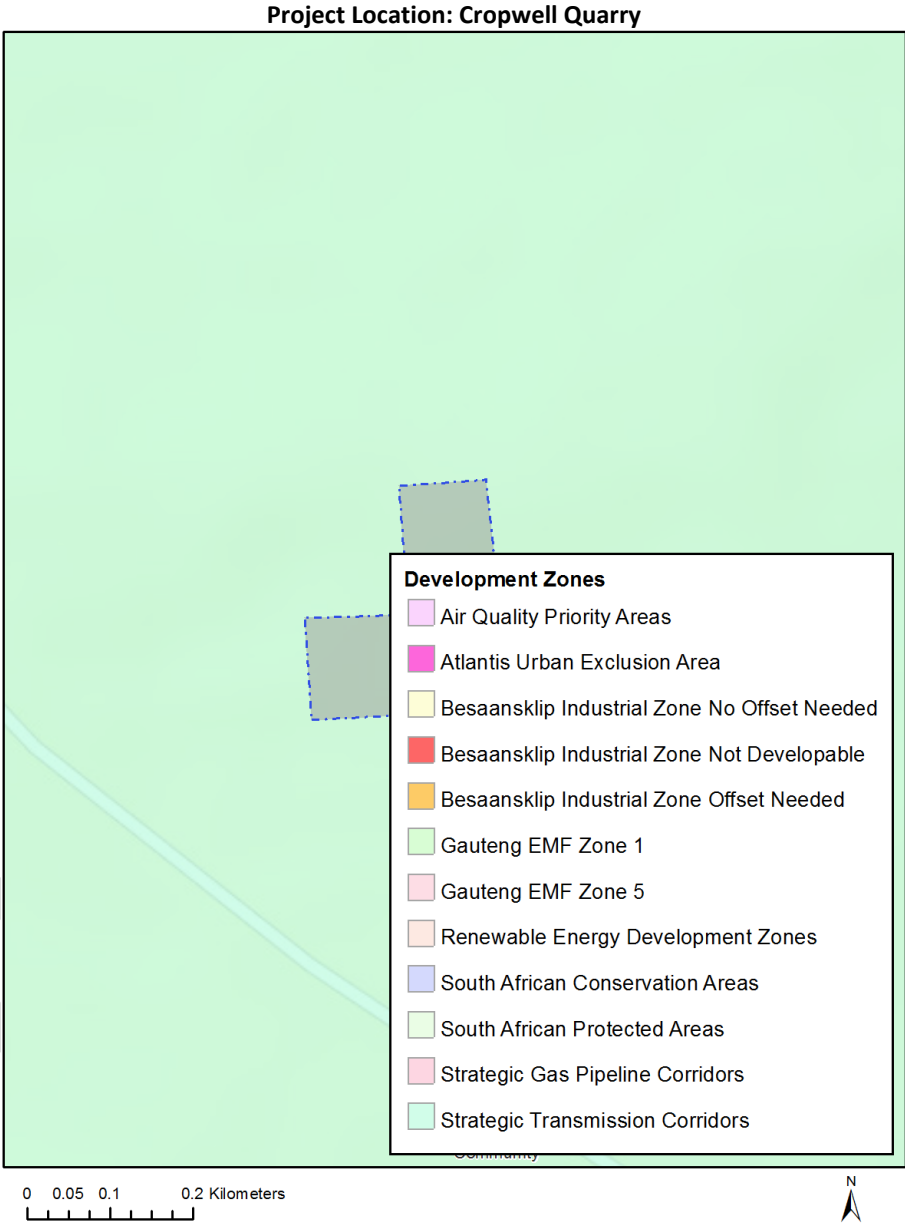 Project Location: Cropwell Quarry
Development Zones
Air Quality Priority Areas
Atlantis Urban Exclusion Area
Besaansklip Industrial Zone No Offset Needed
Besaansklip Industrial Zone Not Developable
Besaansklip Industrial Zone Offset Needed
Gauteng EMF Zone 1
Gauteng EMF Zone 5
Renewable Energy Development Zones
South African Conservation Areas
South African Protected Areas
Strategic Gas Pipeline Corridors
Strategic Transmission Corridors
Community
0 0.05 0.1 0.2 Kilometers
N